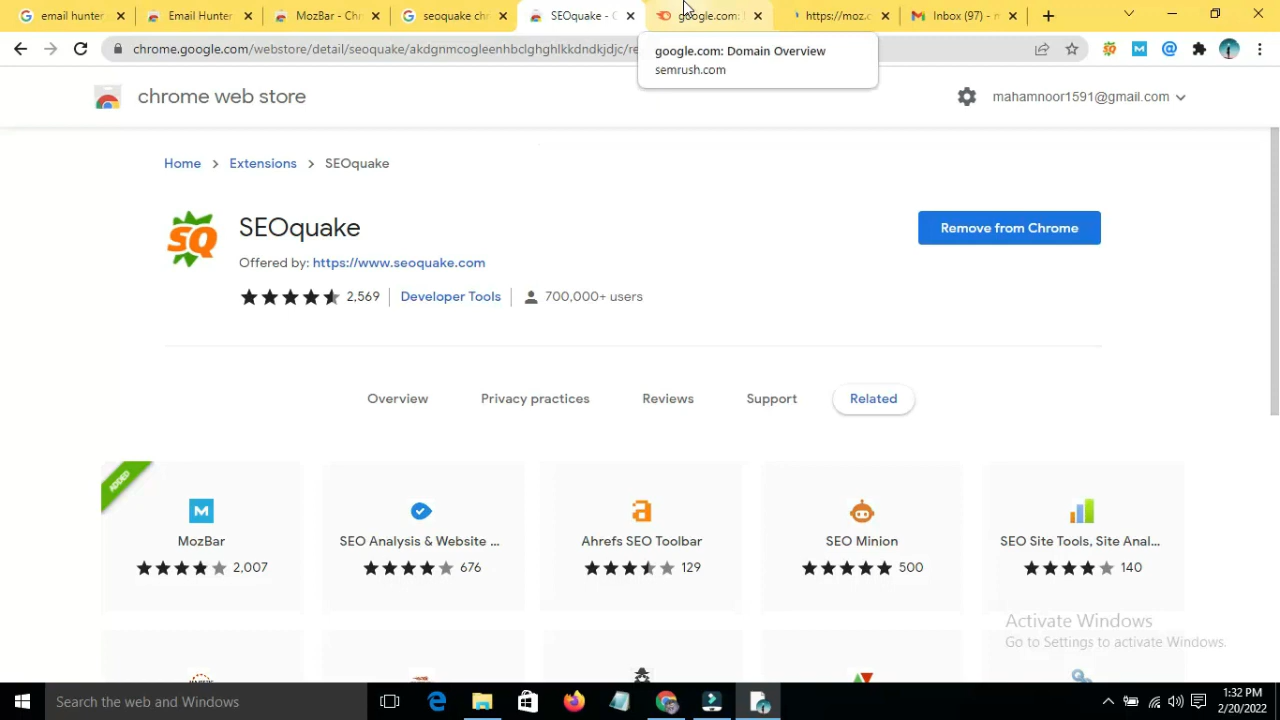 email hunter
Email Hunter
MozBar - Chr
seoquake chr
SEOquake - C
google.com:
https://moz.c
Inbox (97) - m
chrome.google.com/webstore/detail/seoquake/akdgnmcogleenhbclghghlkkdndkjdjc/re
google.com: Domain Overview
semrush.com
chrome web store
mahamnoor1591@gmail.com
Home > Extensions > SEOquake
SQ
SEOquake
Remove from Chrome
Offered by: https://www.seoquake.com
2,569
Developer Tools
700,000+ users
Overview
Privacy practices
Reviews
Support
Related
ADDED
M
a
MozBar
SEO Analysis & Website ...
Ahrefs SEO Toolbar
SEO Minion
SEO Site Tools, Site Anal...
2,007
676
129
500
140
Activate Windows
Go to Settings to activate Windows.
Search the web and Windows
1:32 PM
2/20/2022